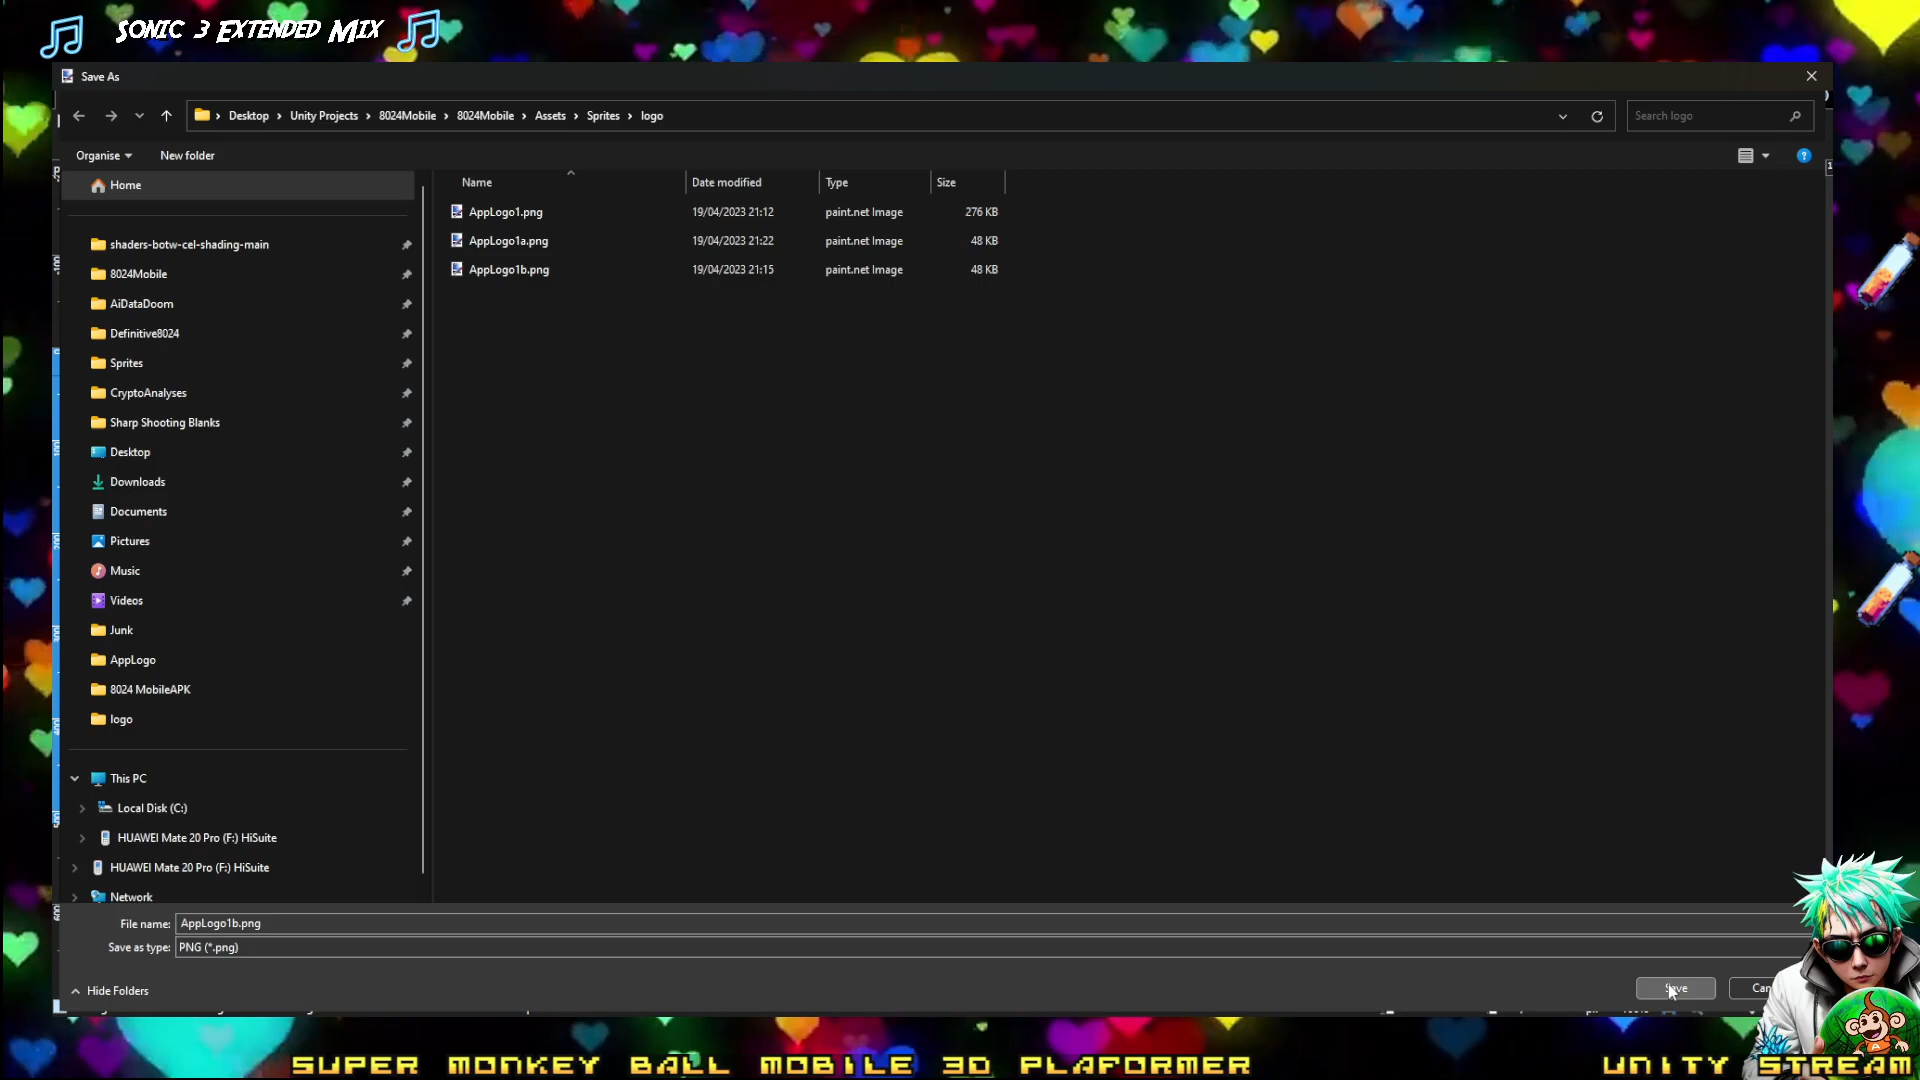 Sonic 3 Extended Mix
Save As
Desktop > Unity Projects > 8024Mobile > 8024Mobile > Assets > Sprites > logo
Search logo
Organise
New folder
Name
Date modified
Type
Size
Home
AppLogo1.png 19/04/2023 21:12 paint.net Image 276 KB
AppLogo1a.png 19/04/2023 21:22 paint.net Image 48 KB
AppLogo1b.png 19/04/2023 21:15 paint.net Image 48 KB
shaders-botw-cel-shading-main
8024Mobile
AiDataDoom
Definitive8024
Sprites
CryptoAnalyses
Sharp Shooting Blanks
Desktop
Downloads
Documents
Pictures
Music
Videos
Junk
AppLogo
8024 MobileAPK
logo
This PC
Local Disk (C:)
HUAWEI Mate 20 Pro (F:) HiSuite
HUAWEI Mate 20 Pro (F:) HiSuite
Network
File name: AppLogo1b.png
Save as type: PNG (*.png)
Hide Folders
Save
Can
SUPER MONKEY BALL MOBILE 3D PLAFORMER
UNITY STREAM